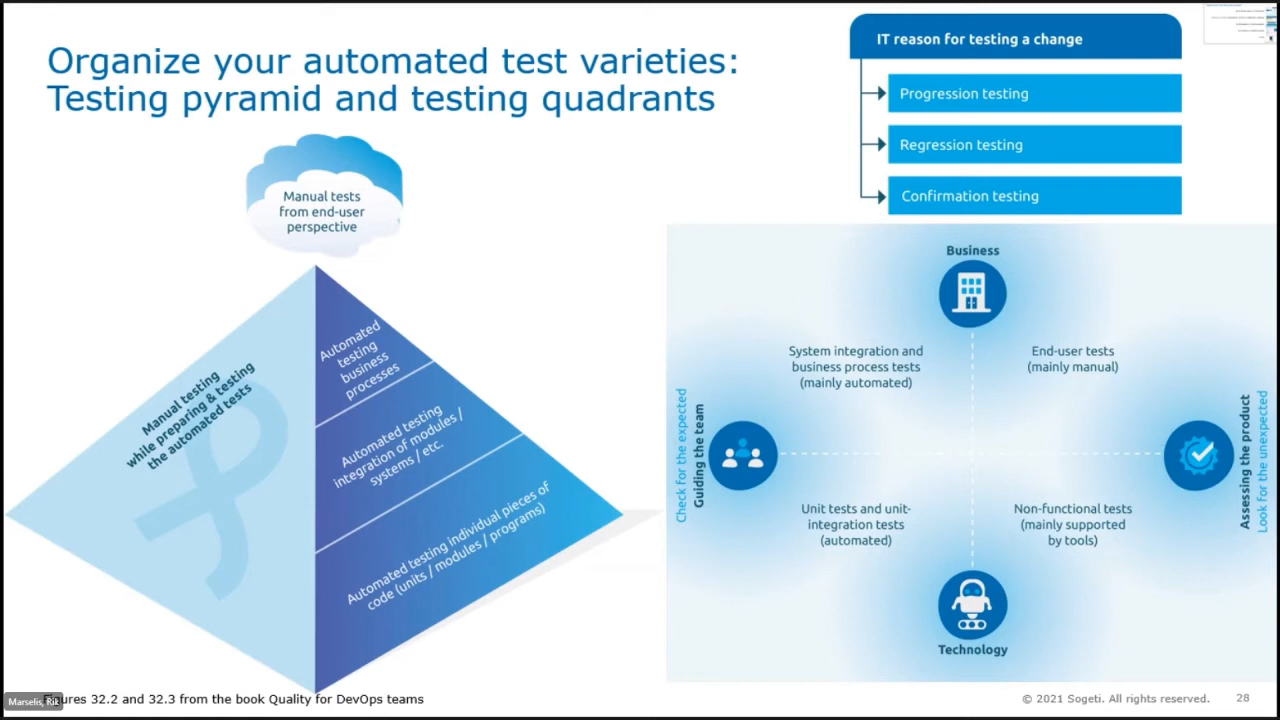 Organize your automated test varieties:
Testing pyramid and testing quadrants
IT reason for testing a change
Progression testing
Regression testing
Confirmation testing
Manual tests
from end-user
perspective
Manual testing
while preparing & testing
the automated tests
Automated
testing
business
processes
Automated testing
integration of modules /
systems / etc.
Automated testing individual pieces of
code (units / modules / programs)
Business
System integration and
business process tests
(mainly automated)
End-user tests
(mainly manual)
Check for the expected
Guiding the team
Assessing the product
Look for the unexpected
Unit tests and unit-
integration tests
(automated)
Non-functional tests
(mainly supported
by tools)
Technology
Marselis, Rik
Figures 32.2 and 32.3 from the book Quality for DevOps teams
© 2021 Sogeti. All rights reserved.
28